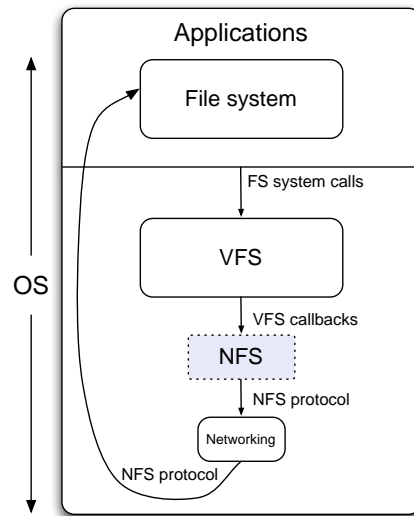 Applications
File system
FS system calls
VFS
OS
VFS callbacks
NFS
NFS protocol
Networking
NFS protocol